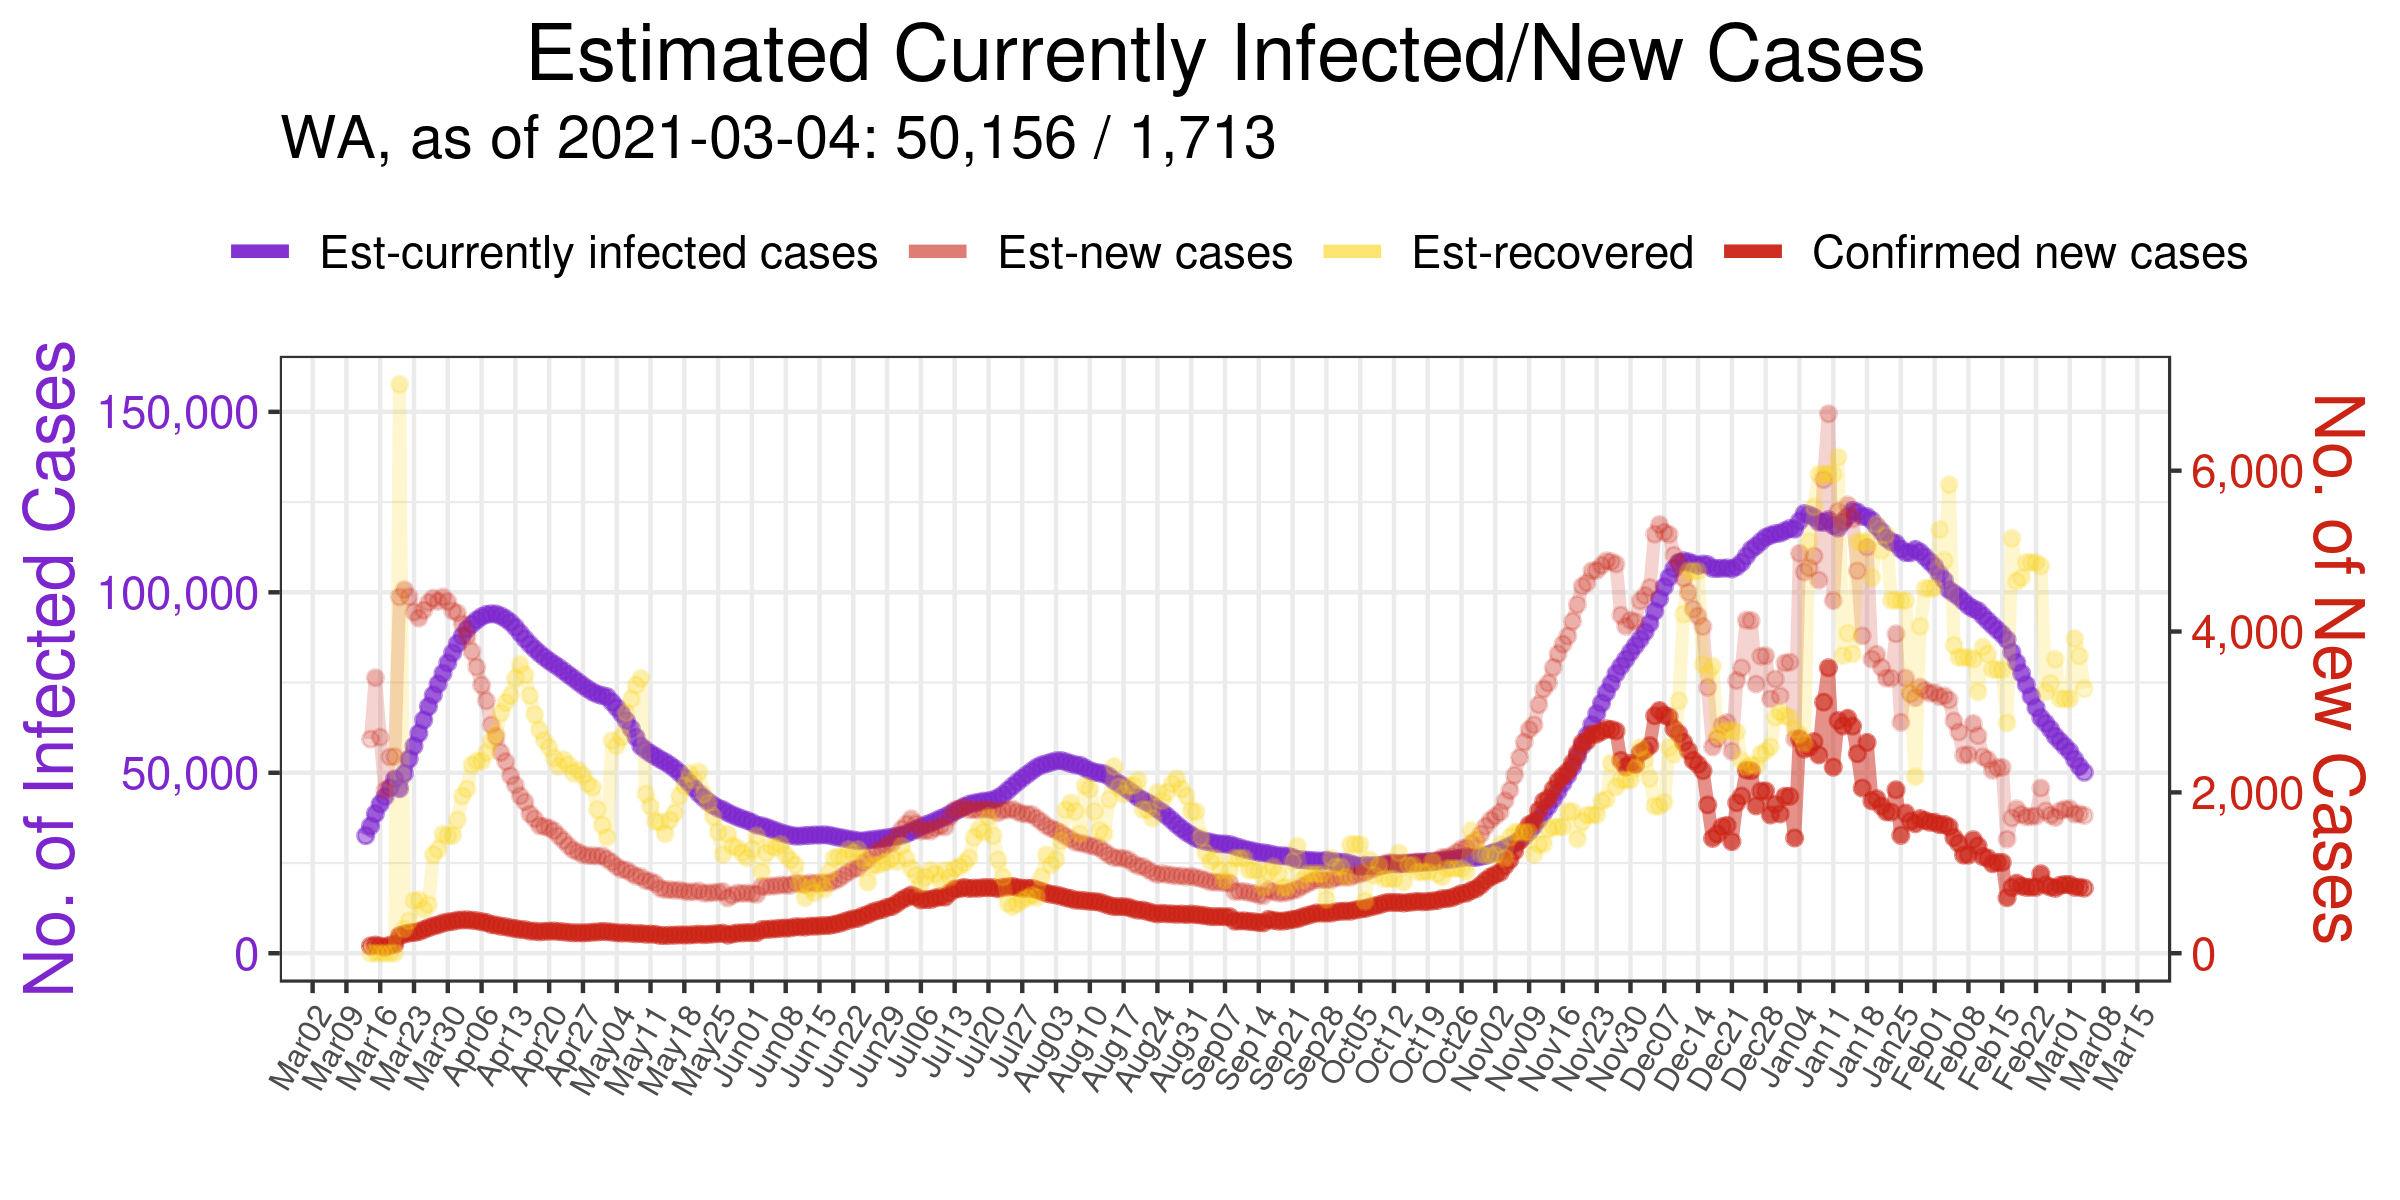 Estimated Currently Infected/New Cases
WA, as of 2021-03-04: 50,156 / 1,713
Est-currently infected cases Est-new cases Est-recovered Confirmed new cases
No. of Infected Cases
150,000
100,000
50,000
0
6,000
4,000
2,000
0
No. of New Cases
Mar02 Mar09 Mar16 Mar23 Mar30 Apr06 Apr13 Apr20 Apr27 May04 May11 May18 May25 Jun01 Jun08 Jun15 Jun22 Jun29 Jul06 Jul13 Jul20 Jul27 Aug03 Aug10 Aug17 Aug24 Aug31 Sep07 Sep14 Sep21 Sep28 Oct05 Oct12 Oct19 Oct26 Nov02 Nov09 Nov16 Nov23 Nov30 Dec07 Dec14 Dec21 Dec28 Jan04 Jan11 Jan18 Jan25 Feb01 Feb08 Feb15 Feb22 Mar01 Mar08 Mar15